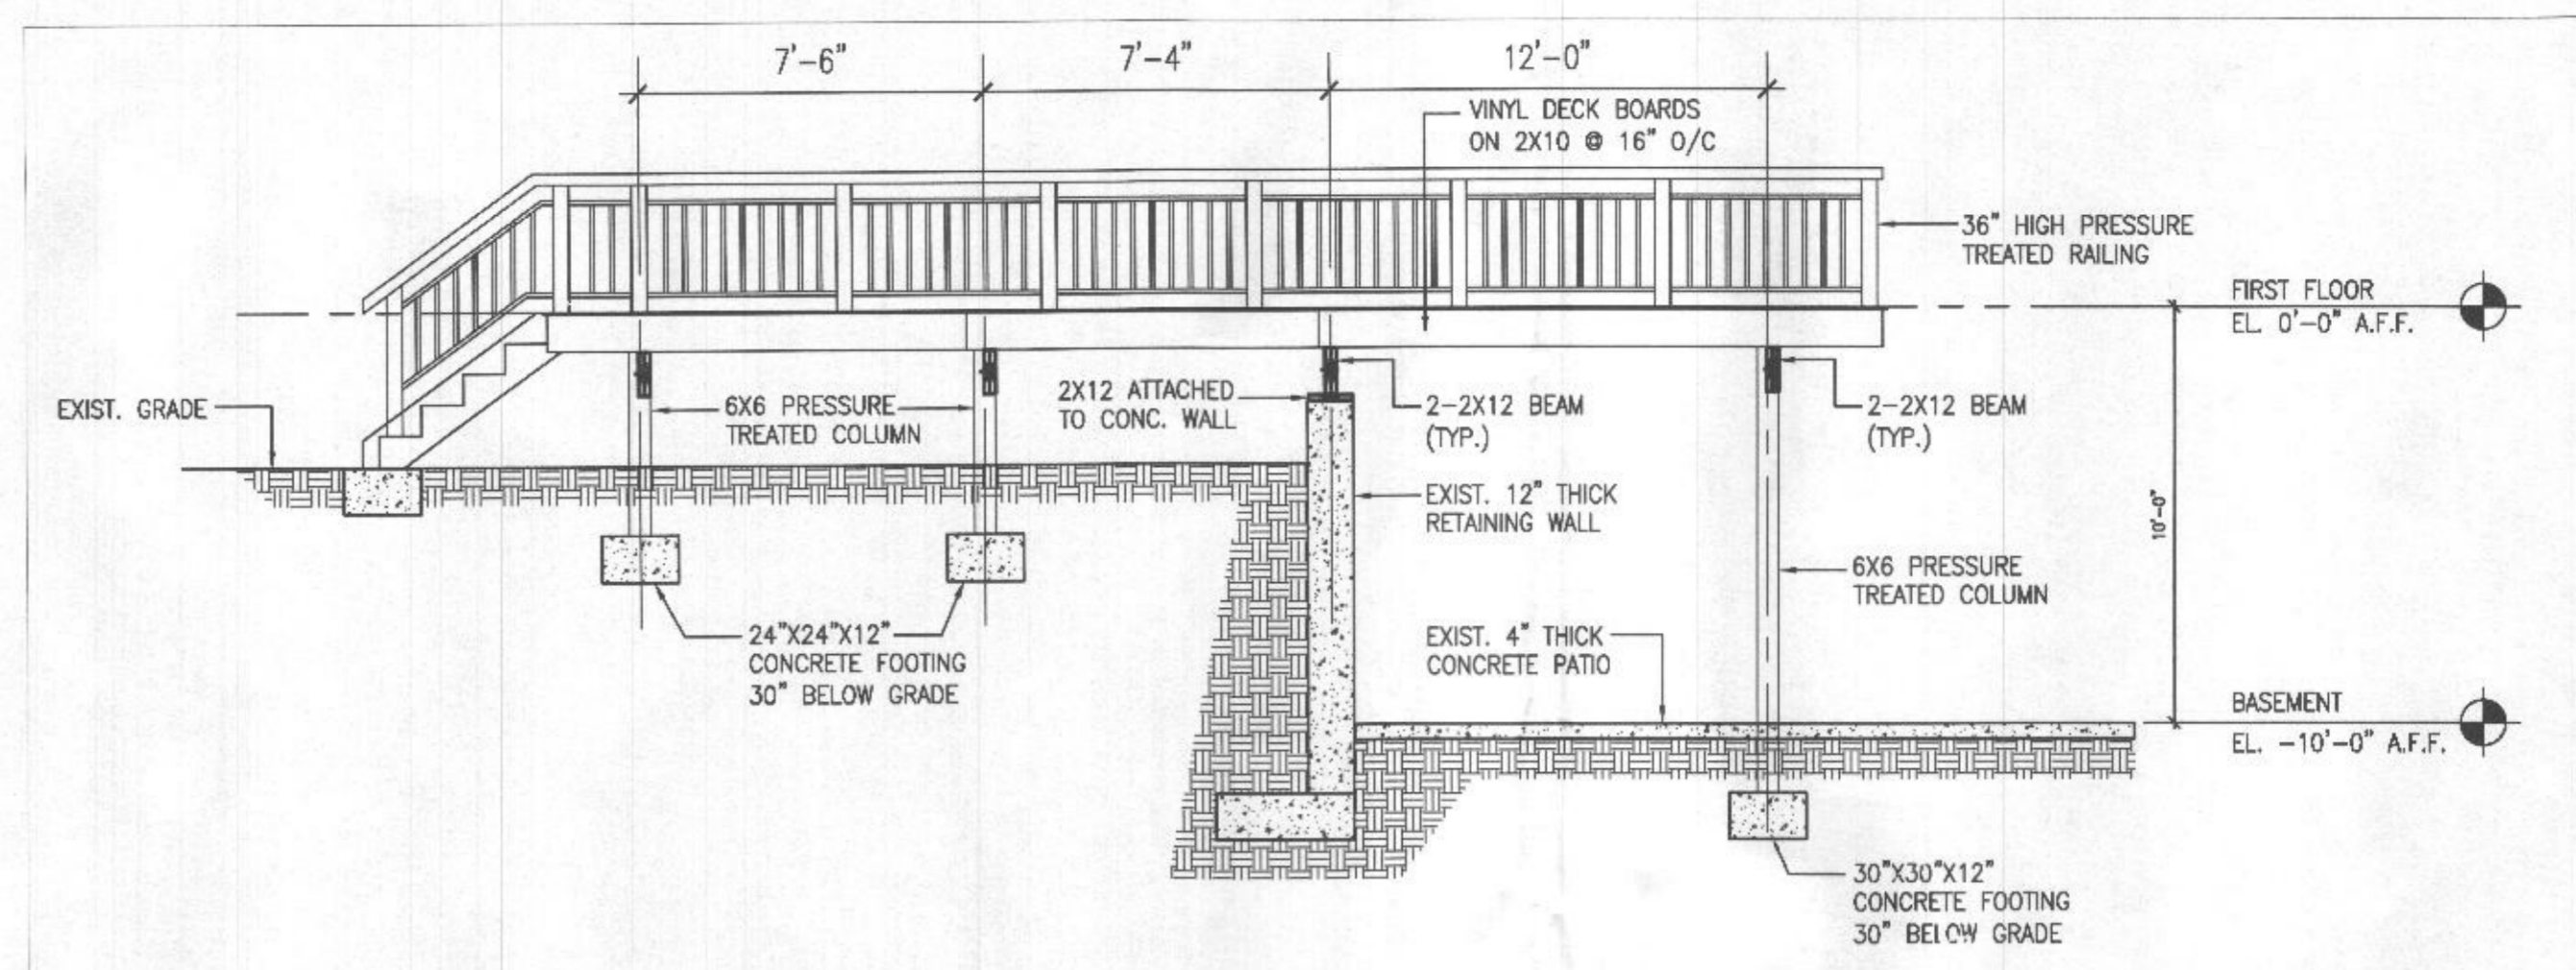 7'-6"
7'-4"
12'-0"
VINYL DECK BOARDS
ON 2X10 @ 16" O/C
36" HIGH PRESSURE
TREATED RAILING
FIRST FLOOR
EL. 0'-0" A.F.F.
EXIST. GRADE
6X6 PRESSURE
TREATED COLUMN
2X12 ATTACHED
TO CONC. WALL
2-2X12 BEAM
(TYP.)
2-2X12 BEAM
(TYP.)
EXIST. 12" THICK
RETAINING WALL
10'-0"
6X6 PRESSURE
TREATED COLUMN
24"X24"X12"
CONCRETE FOOTING
30" BELOW GRADE
EXIST. 4" THICK
CONCRETE PATIO
BASEMENT
EL. -10'-0" A.F.F.
30"X30"X12"
CONCRETE FOOTING
30" BELOW GRADE